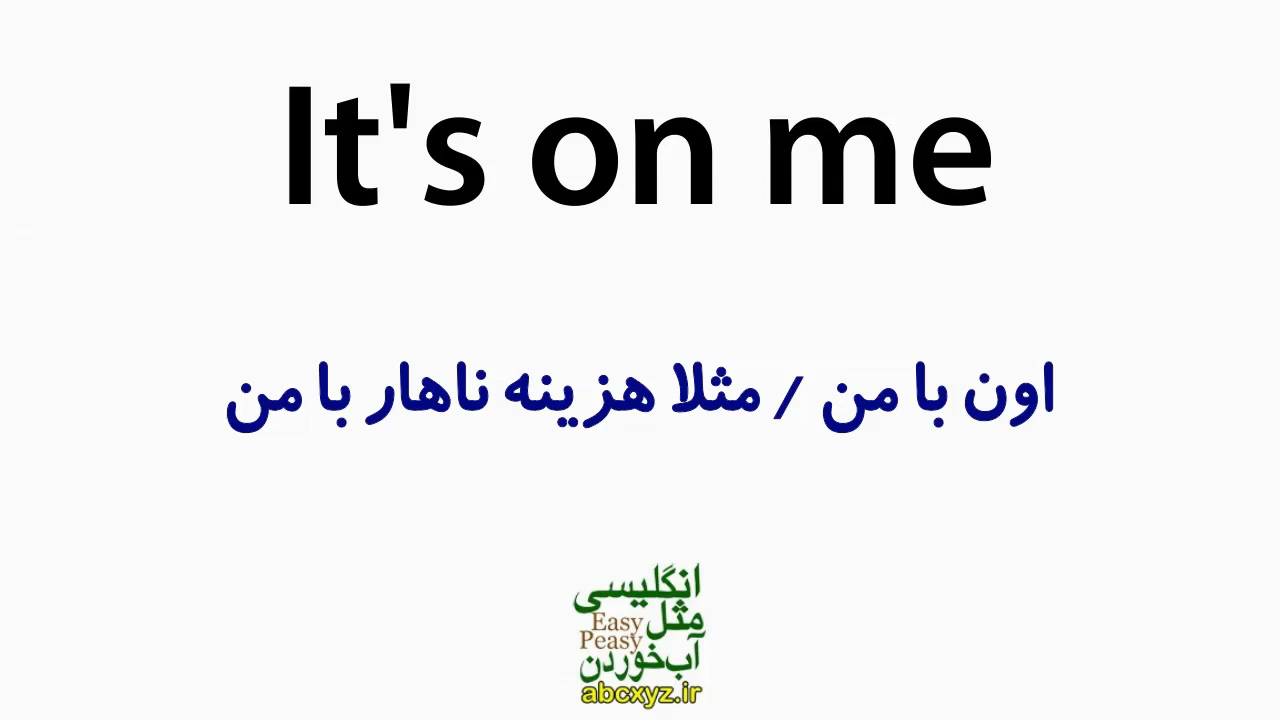 It's on me
اون با من / مثلا هزینه ناهار با من
انگلیسی
مثل Easy
Peasy
آب‌خوردن
abcxyz.ir